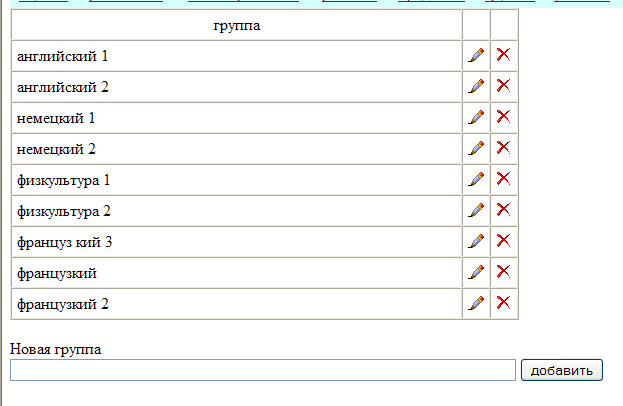 группа
английский 1
английский 2
немецкий 1
немецкий 2
физкультура 1
физкультура 2
француз кий 3
французкий
французкий 2
Новая группа
добавить